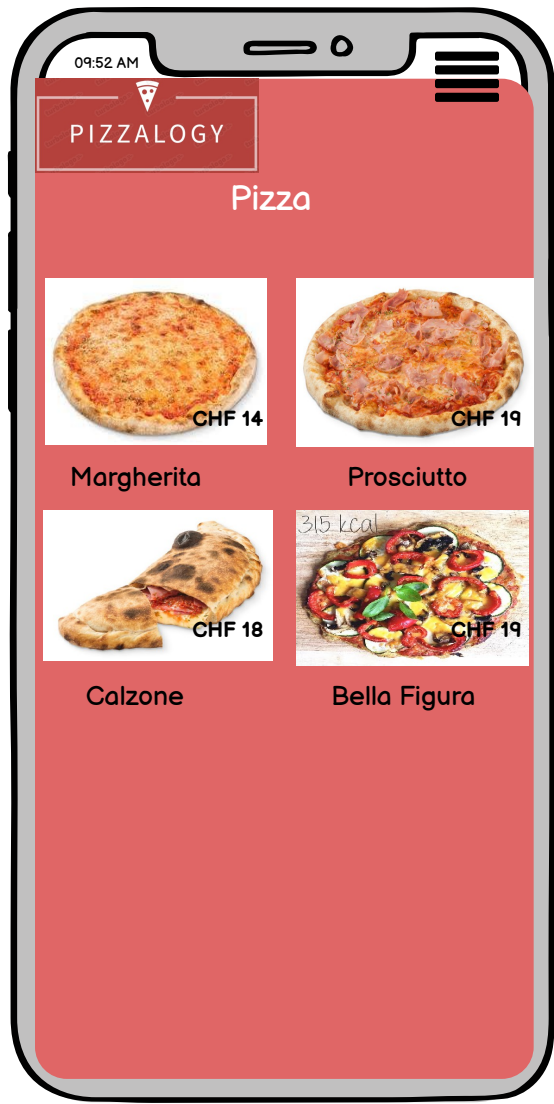 09:52 AM
PIZZALOGY
Pizza
CHF 14
CHF 19
Margherita
Prosciutto
315 kcal
CHF 18
CHF 19
Calzone
Bella Figura